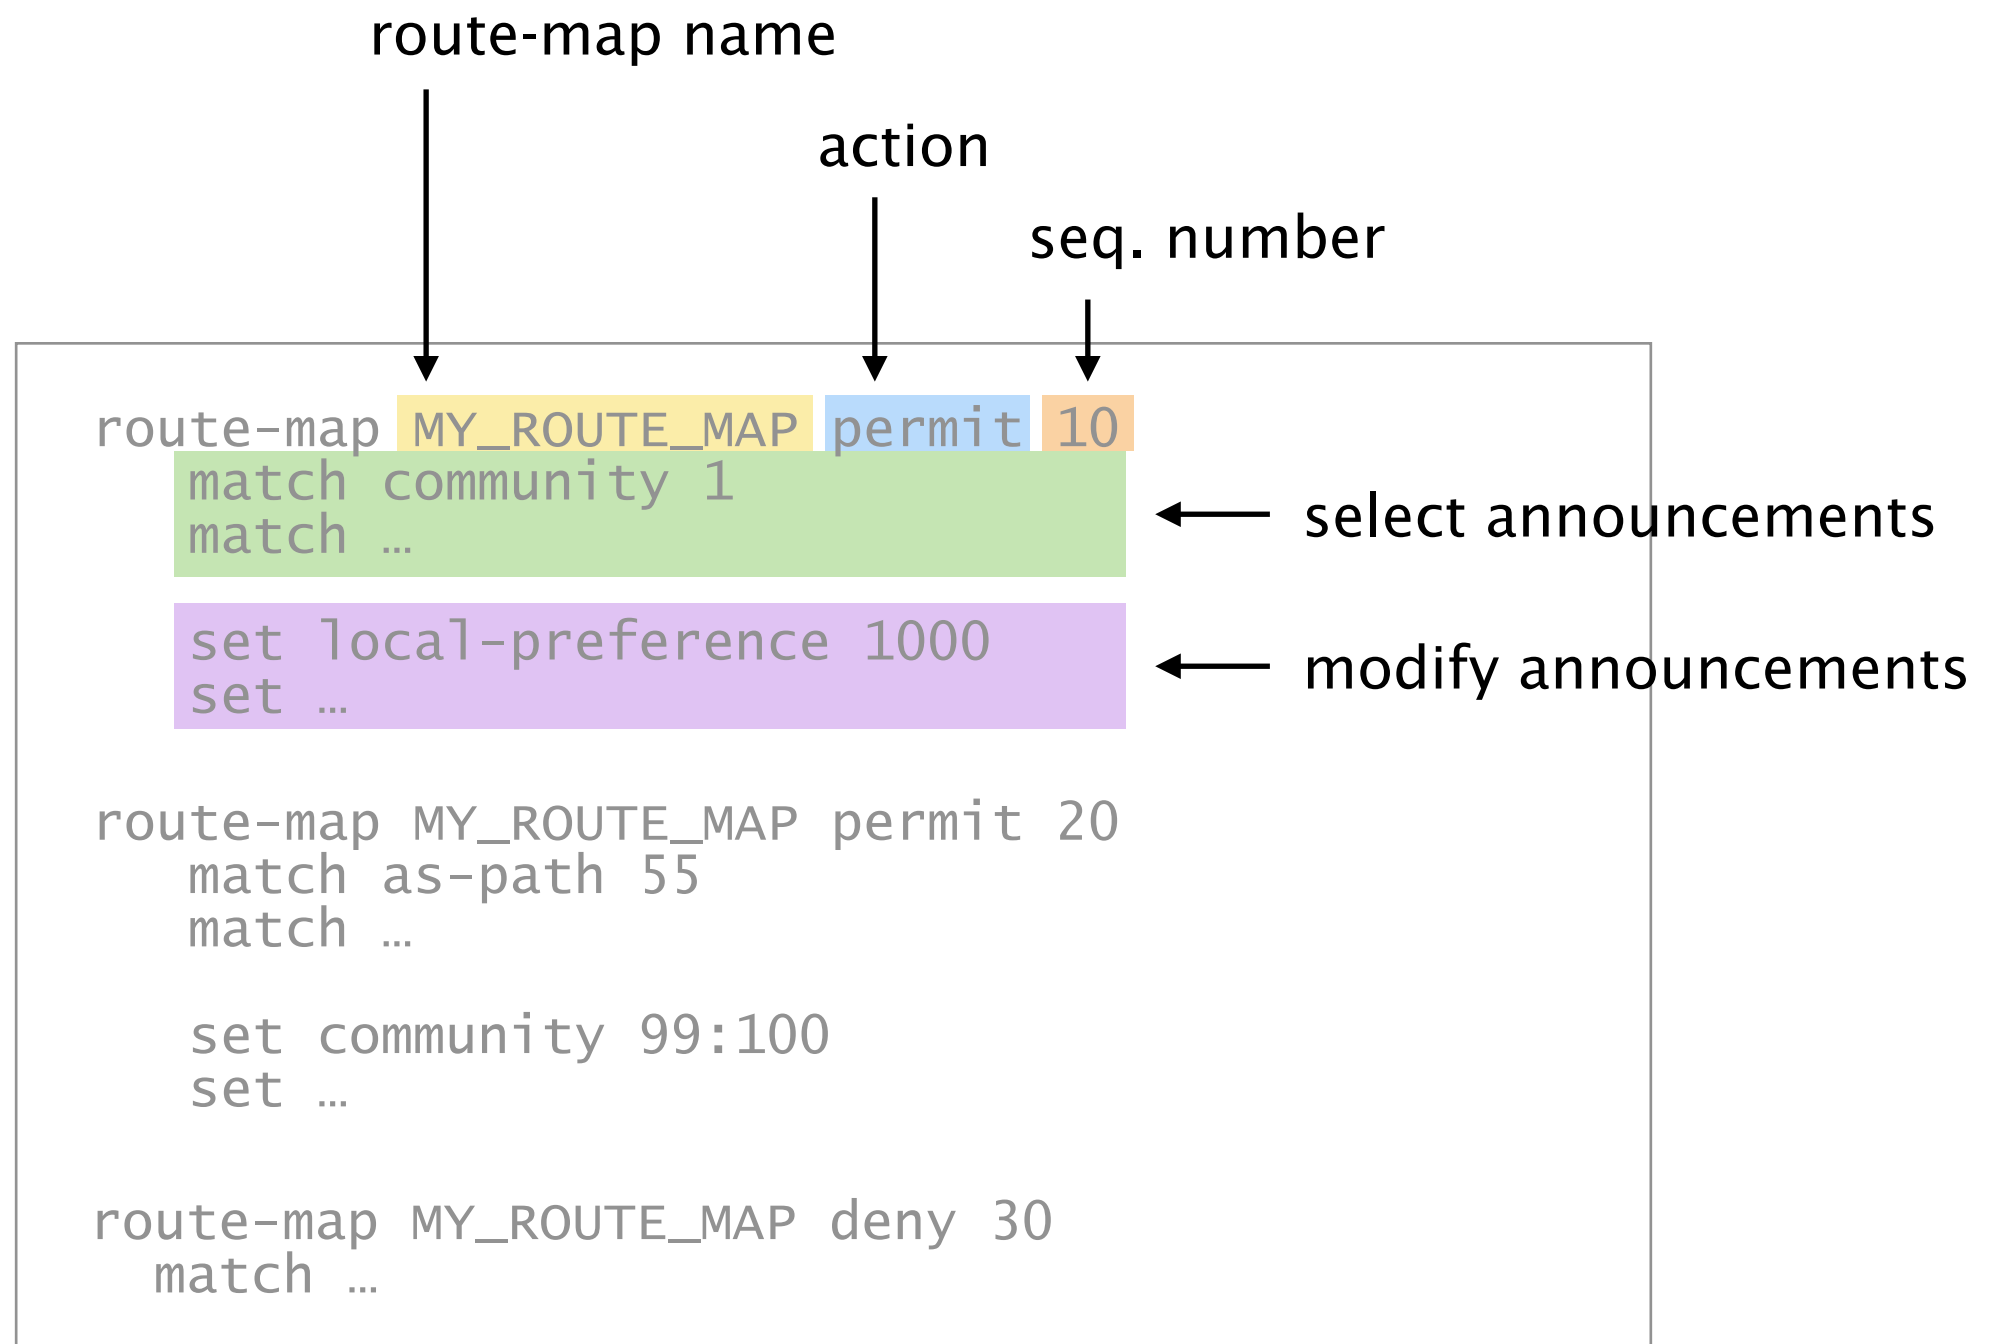 route-map name
action
seq. number
route-map MY_ROUTE_MAP permit 10
match community 1
match …
select announcements
set local-preference 1000
set …
modify announcements
route-map MY_ROUTE_MAP permit 20
match as-path 55
match …
set community 99:100
set …
route-map MY_ROUTE_MAP deny 30
match …